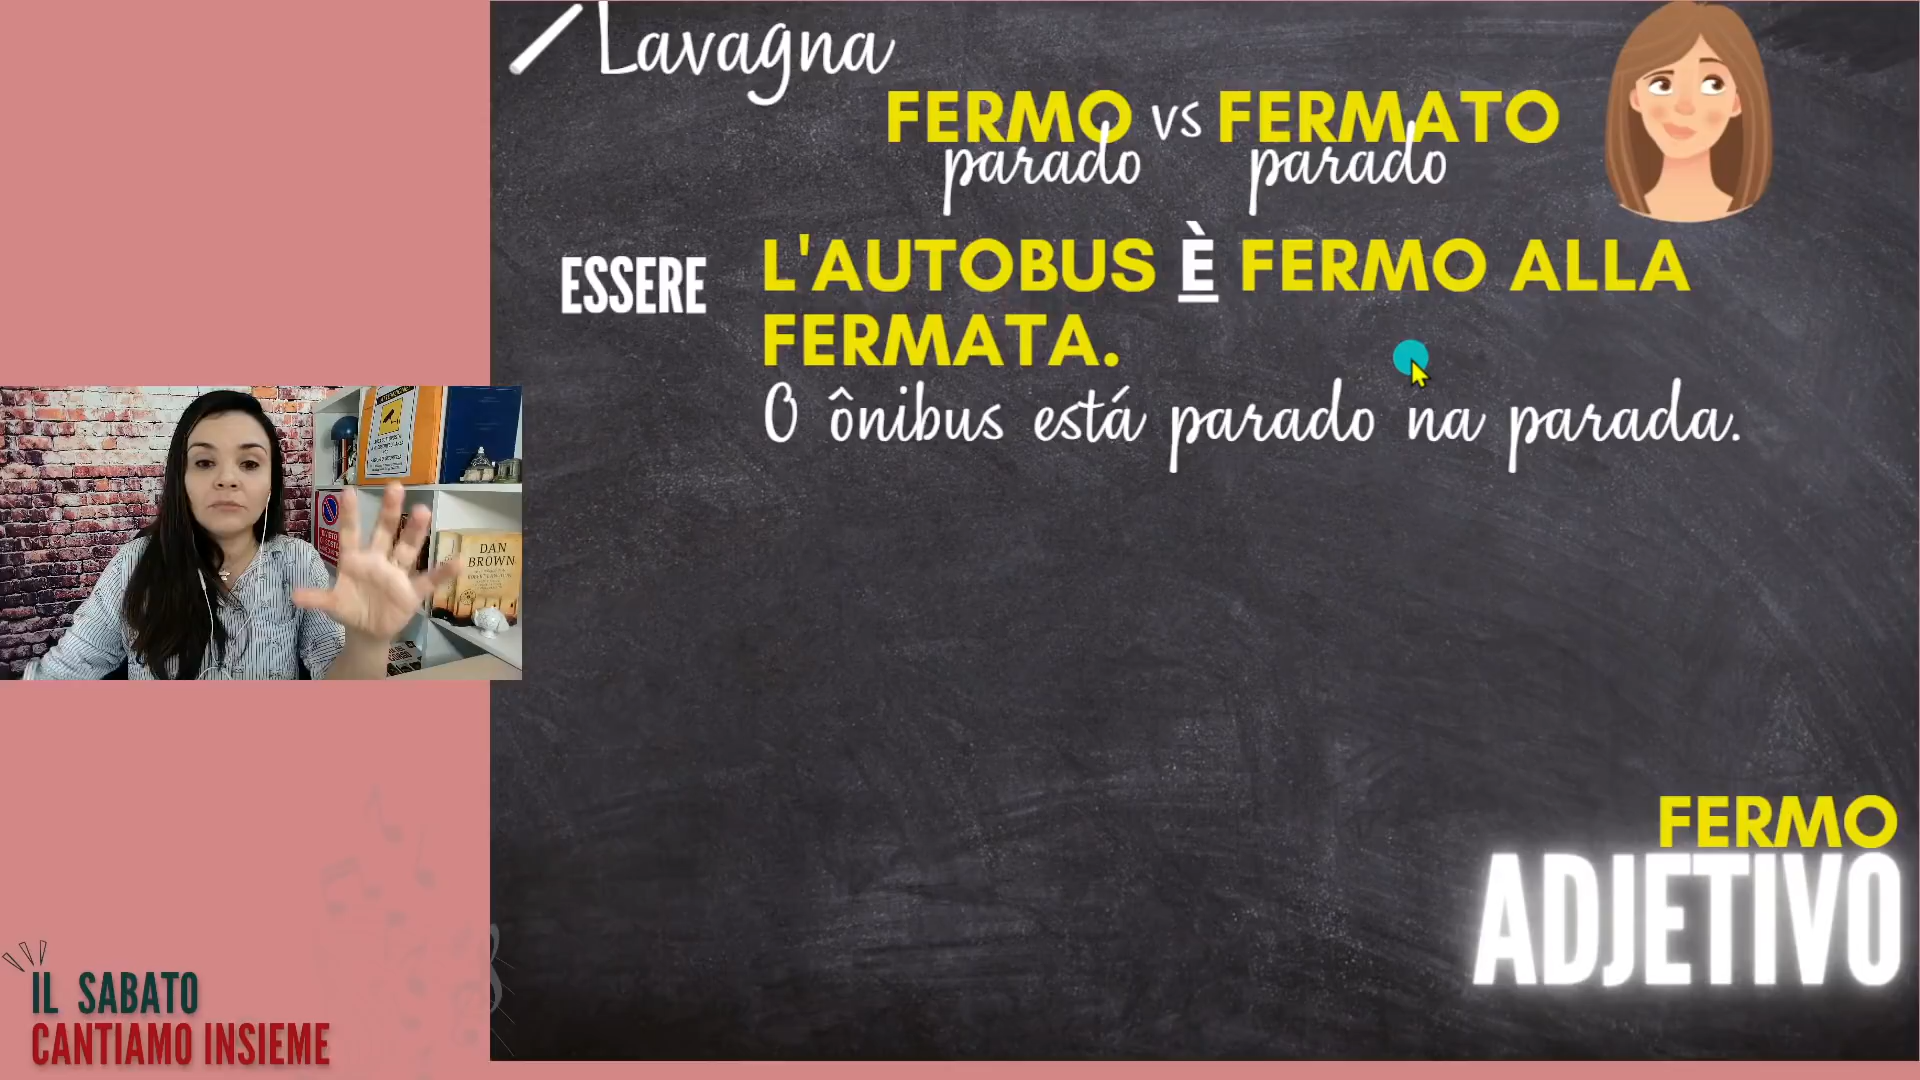 Lavagna
FERMO vs FERMATO
parado parado
ESSERE
L'AUTOBUS È FERMO ALLA
FERMATA.
O ônibus está parado na parada.
DAN
BROWN
FERMO
ADJETIVO
IL SABATO
CANTIAMO INSIEME